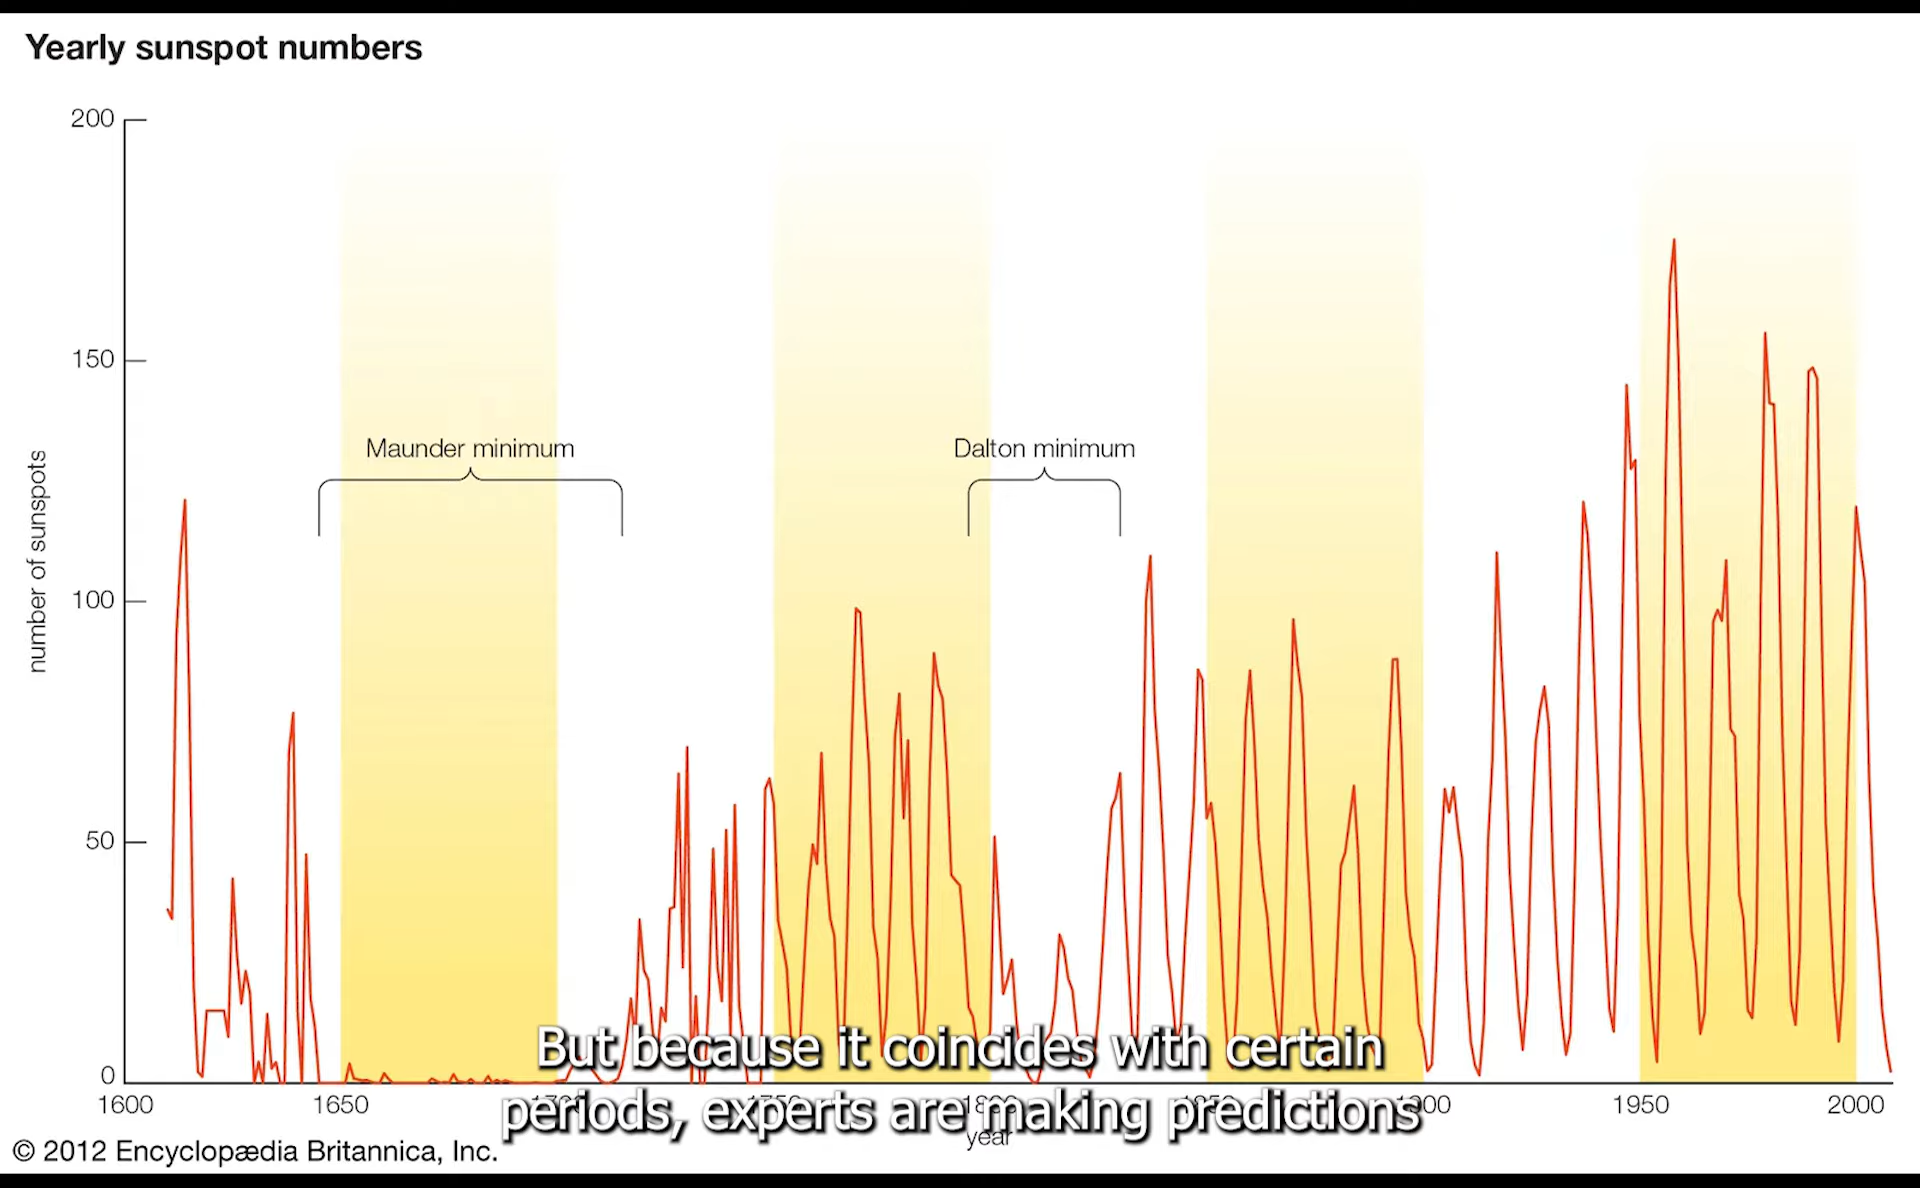 Yearly sunspot numbers
200
150
Maunder minimum
Dalton minimum
number of sunspots
100
50
0
But because it coincides with certain
periods, experts are making predictions
1600
1650
1950
2000
year
© 2012 Encyclopædia Britannica, Inc.